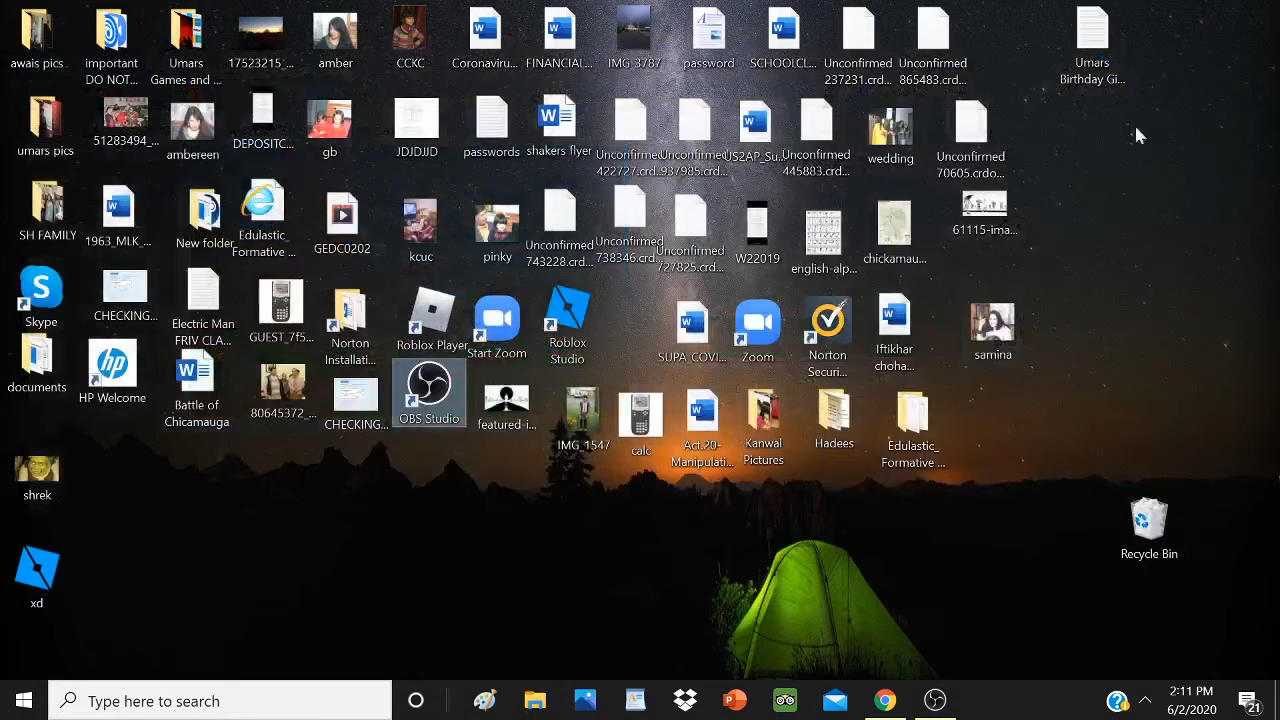 awais pics
important
DO NOT...
Umars
Games and ...
17523215_...
amber
CCKC
Coronaviru...
FINANCIAL...
IMG 3787
password
SCHOOLCL...
Unconfirmed
237231.crd...
Unconfirmed
865483.crd...
Umars
Birthday Gi...
umars pics
51283494_...
ambereen
DEPOSITC...
gb
JDJDJJD
passwords
shakers flyer
Unconfirmed
422727.crd...
Unconfirmed
937985.crd...
US2AP_Su...
Unconfirmed
445883.crd...
wedding
Unconfirmed
70605.crdo...
SH FAMILY
1963_MLK_...
New folder
Edulastic_
Formative ...
GEDC0202
kcuc
pinky
Unconfirmed
743228.crd...
Unconfirmed
738346.crd...
Unconfirmed
727825.crd...
W22019
english_alp...
chickamau...
61115-ima...
Skype
CHECKING...
Electric Man
FRIV CLA...
GUEST_7f5...
Norton
Installati...
Roblox Player
Start Zoom
Roblox
Studio
SUPA_COVI...
Zoom
Norton
Securi...
Iftikhar
choha...
samina
documents
HP Welcome
Battle of
Chicamauga
80645372_...
CHECKING...
OBS Studio
featured-i...
IMG 1547
calc
Act.20-
Manipulati...
Kanwal
Pictures
Hadees
Edulastic_
Formative ...
shrek
xd
Recycle Bin
Type here to search
2:11 PM
6/2/2020